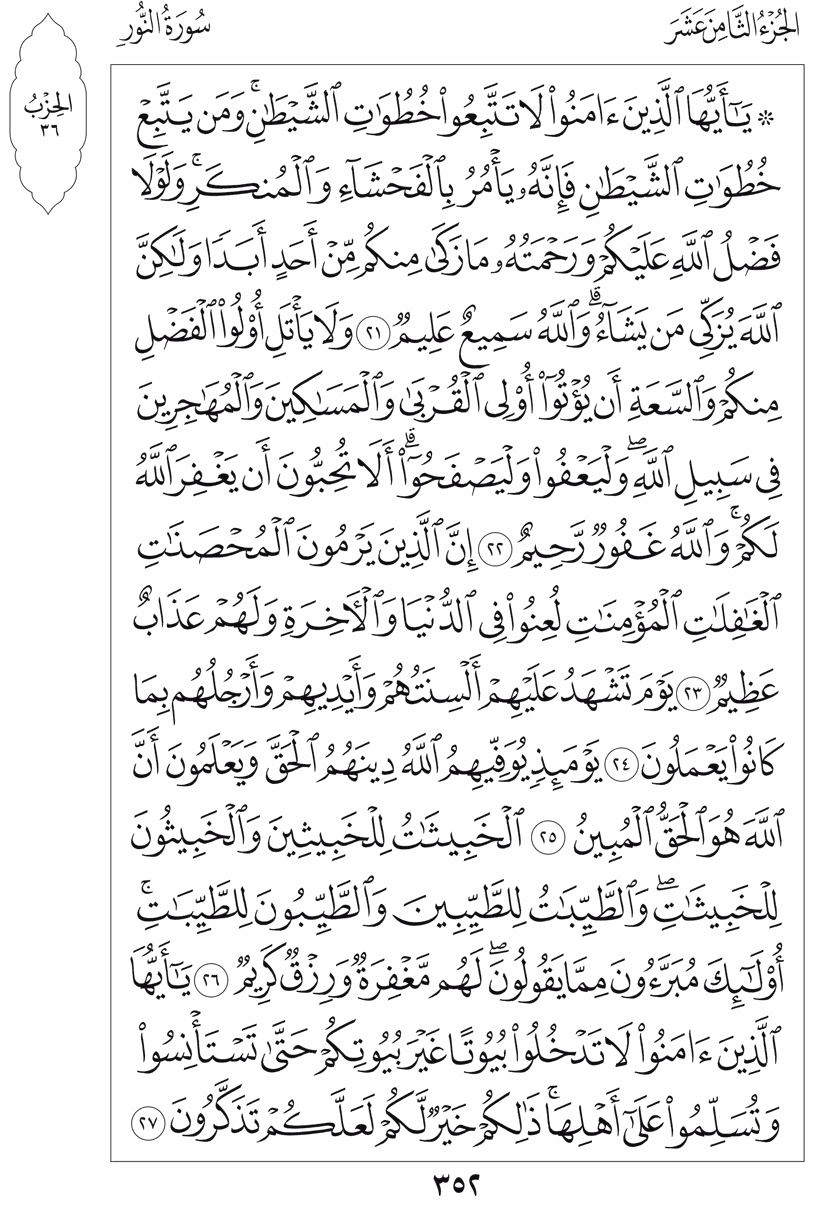 الجُزْءُ الثَّامِنَ عَشَرَ
سُورَةُ النُّورِ
الحِزْبُ
٣٦
۞ يَٰٓأَيُّهَا ٱلَّذِينَ ءَامَنُوا۟ لَا تَتَّبِعُوا۟ خُطُوَٰتِ ٱلشَّيْطَٰنِ ۚ وَمَن يَتَّبِعْ
خُطُوَٰتِ ٱلشَّيْطَٰنِ فَإِنَّهُۥ يَأْمُرُ بِٱلْفَحْشَآءِ وَٱلْمُنكَرِ ۚ وَلَوْلَا
فَضْلُ ٱللَّهِ عَلَيْكُمْ وَرَحْمَتُهُۥ مَا زَكَىٰ مِنكُم مِّنْ أَحَدٍ أَبَدًا وَلَٰكِنَّ
ٱللَّهَ يُزَكِّى مَن يَشَآءُ ۗ وَٱللَّهُ سَمِيعٌ عَلِيمٌ ٢١ وَلَا يَأْتَلِ أُو۟لُوا۟ ٱلْفَضْلِ
مِنكُمْ وَٱلسَّعَةِ أَن يُؤْتُوٓا۟ أُو۟لِى ٱلْقُرْبَىٰ وَٱلْمَسَٰكِينَ وَٱلْمُهَٰجِرِينَ
فِى سَبِيلِ ٱللَّهِ ۖ وَلْيَعْفُوا۟ وَلْيَصْفَحُوٓا۟ ۗ أَلَا تُحِبُّونَ أَن يَغْفِرَ ٱللَّهُ
لَكُمْ ۚ وَٱللَّهُ غَفُورٌ رَّحِيمٌ ٢٢ إِنَّ ٱلَّذِينَ يَرْمُونَ ٱلْمُحْصَنَٰتِ
ٱلْغَٰفِلَٰتِ ٱلْمُؤْمِنَٰتِ لُعِنُوا۟ فِى ٱلدُّنْيَا وَٱلْءَاخِرَةِ وَلَهُمْ عَذَابٌ
عَظِيمٌ ٢٣ يَوْمَ تَشْهَدُ عَلَيْهِمْ أَلْسِنَتُهُمْ وَأَيْدِيهِمْ وَأَرْجُلُهُم بِمَا
كَانُوا۟ يَعْمَلُونَ ٢٤ يَوْمَئِذٍ يُوَفِّيهِمُ ٱللَّهُ دِينَهُمُ ٱلْحَقَّ وَيَعْلَمُونَ أَنَّ
ٱللَّهَ هُوَ ٱلْحَقُّ ٱلْمُبِينُ ٢٥ ٱلْخَبِيثَٰتُ لِلْخَبِيثِينَ وَٱلْخَبِيثُونَ
لِلْخَبِيثَٰتِ ۖ وَٱلطَّيِّبَٰتُ لِلطَّيِّبِينَ وَٱلطَّيِّبُونَ لِلطَّيِّبَٰتِ ۚ
أُو۟لَٰٓئِكَ مُبَرَّءُونَ مِمَّا يَقُولُونَ ۖ لَهُم مَّغْفِرَةٌ وَرِزْقٌ كَرِيمٌ ٢٦ يَٰٓأَيُّهَا
ٱلَّذِينَ ءَامَنُوا۟ لَا تَدْخُلُوا۟ بُيُوتًا غَيْرَ بُيُوتِكُمْ حَتَّىٰ تَسْتَأْنِسُوا۟
وَتُسَلِّمُوا۟ عَلَىٰٓ أَهْلِهَا ۚ ذَٰلِكُمْ خَيْرٌ لَّكُمْ لَعَلَّكُمْ تَذَكَّرُونَ ٢٧
٣٥٢